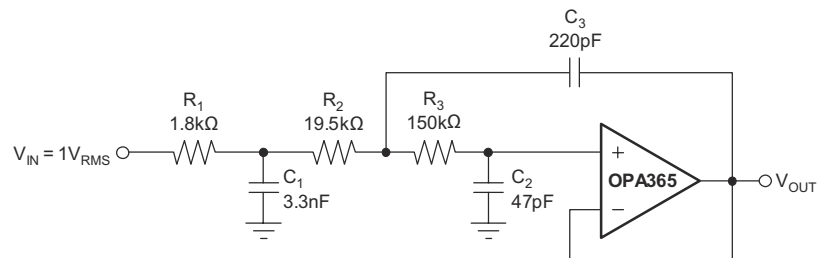 C3
220pF
R1
1.8kΩ
R2
19.5kΩ
R3
150kΩ
VIN = 1VRMS
C1
3.3nF
C2
47pF
+
OPA365
−
VOUT